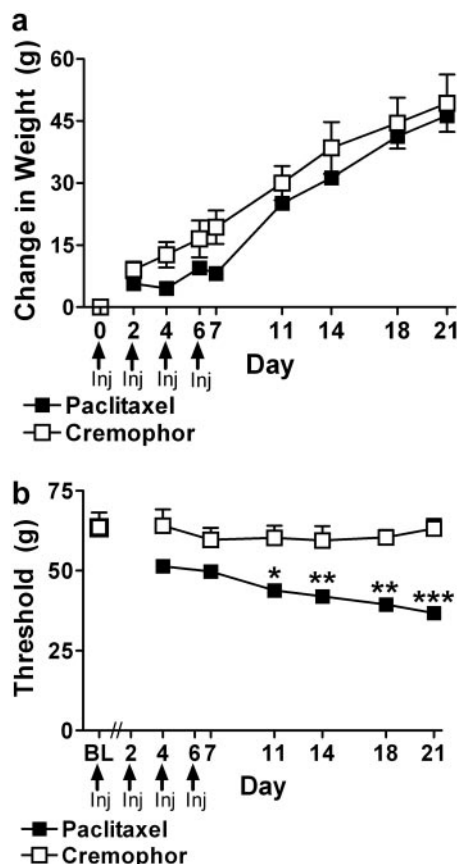 a
Change in Weight (g)
60
45
30
15
0
0 2 4 6 7 11 14 18 21
Inj Inj Inj Inj
Day
Paclitaxel
Cremophor
b
Threshold (g)
75
50
25
0
* ** ** ***
BL // 2 4 6 7 11 14 18 21
Inj Inj Inj Inj
Day
Paclitaxel
Cremophor